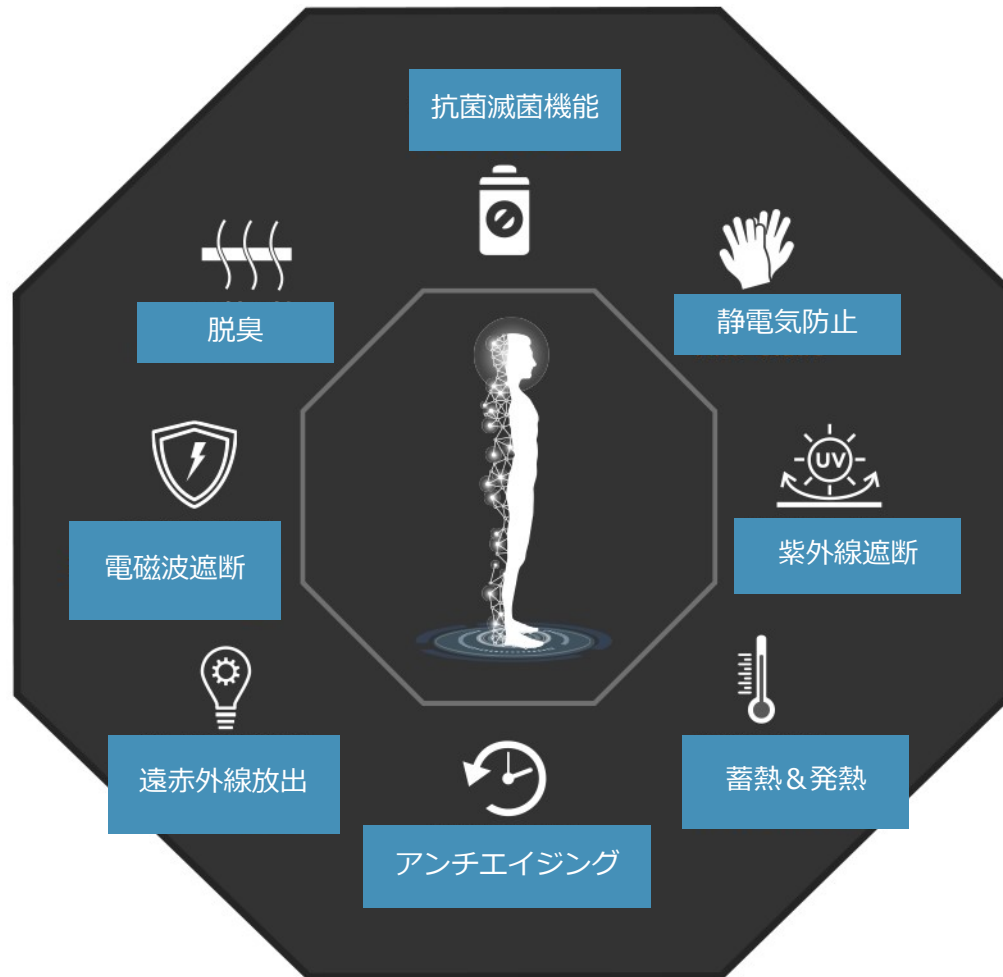 抗菌滅菌機能
脱臭
静電気防止
UV
電磁波遮断
紫外線遮断
遠赤外線放出
蓄熱＆発熱
アンチエイジング